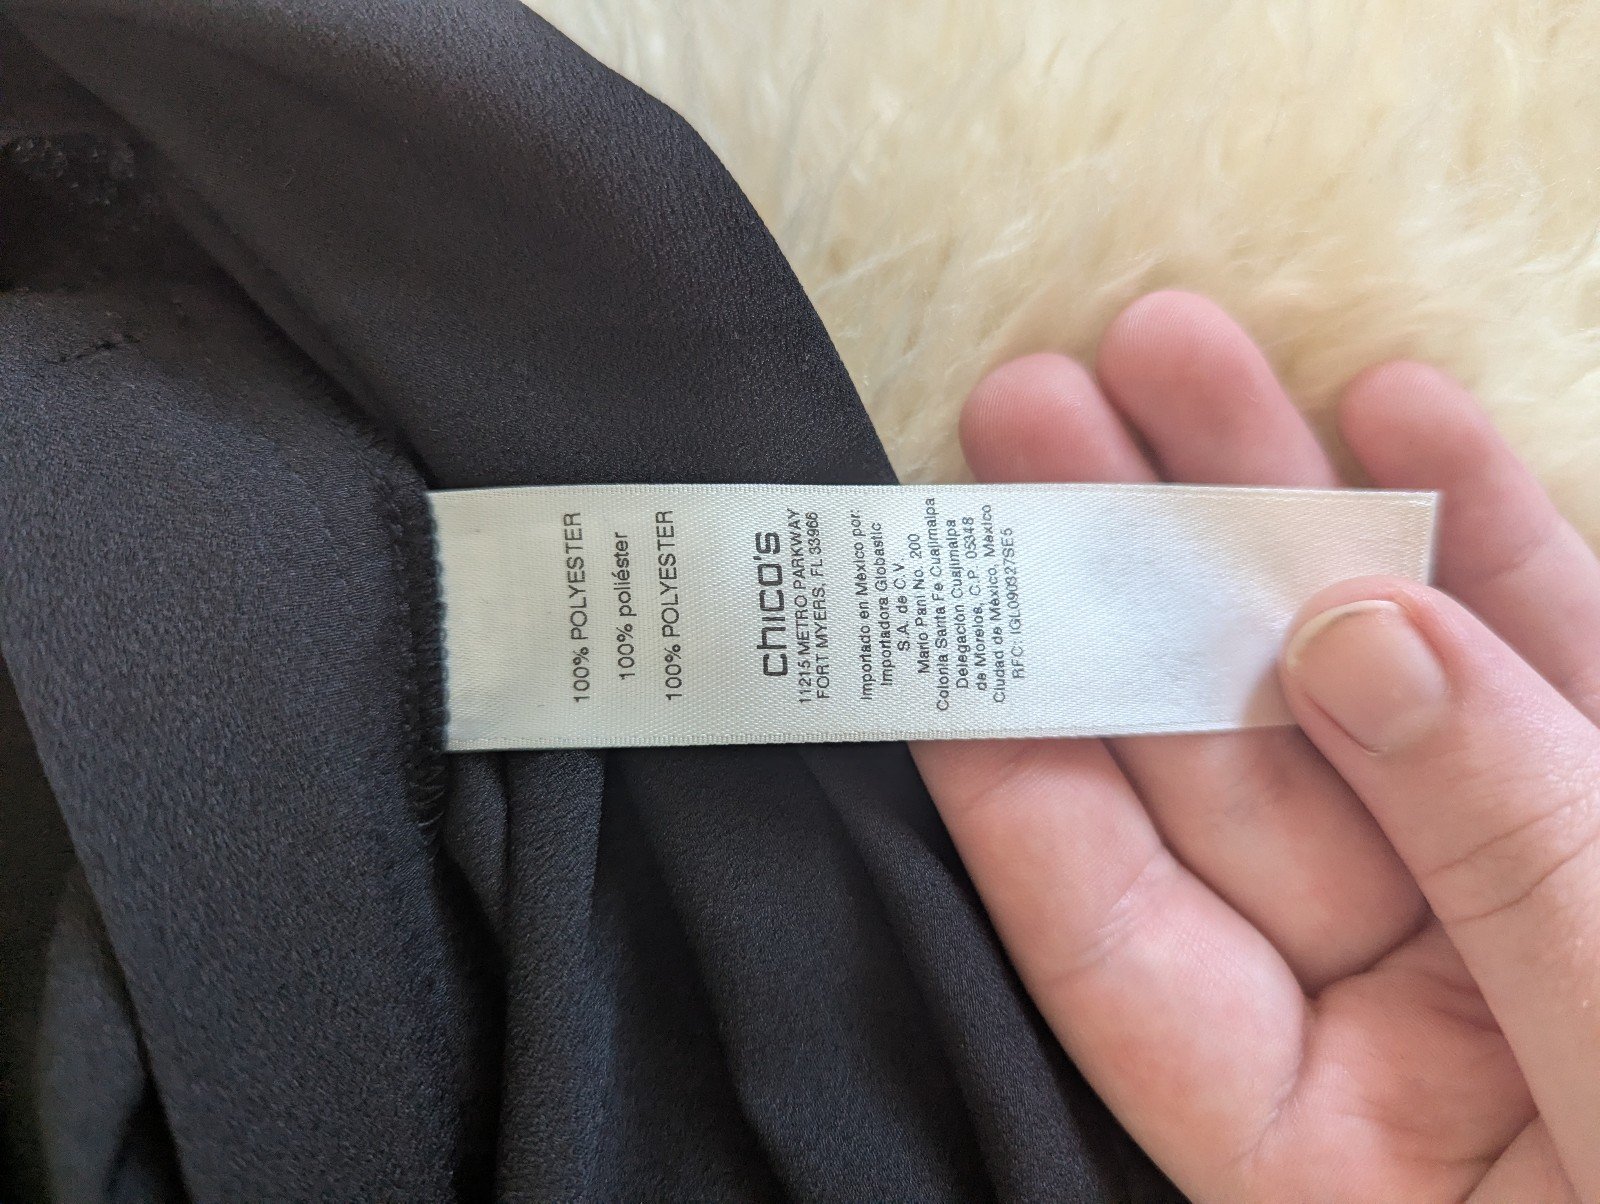 100% POLYESTER
100% poliéster
100% POLYESTER
chico's
11215 METRO PARKWAY
FORT MYERS, FL 33966
Importado en México por:
Importadora Globastic
S.A. de C.V.
Mario Pani No. 200
Colonia Santa Fe Cuajimalpa
Delegación Cuajimalpa
de Morelos, C.P. 05348
Ciudad de México, México
RFC: IGL090927SE5